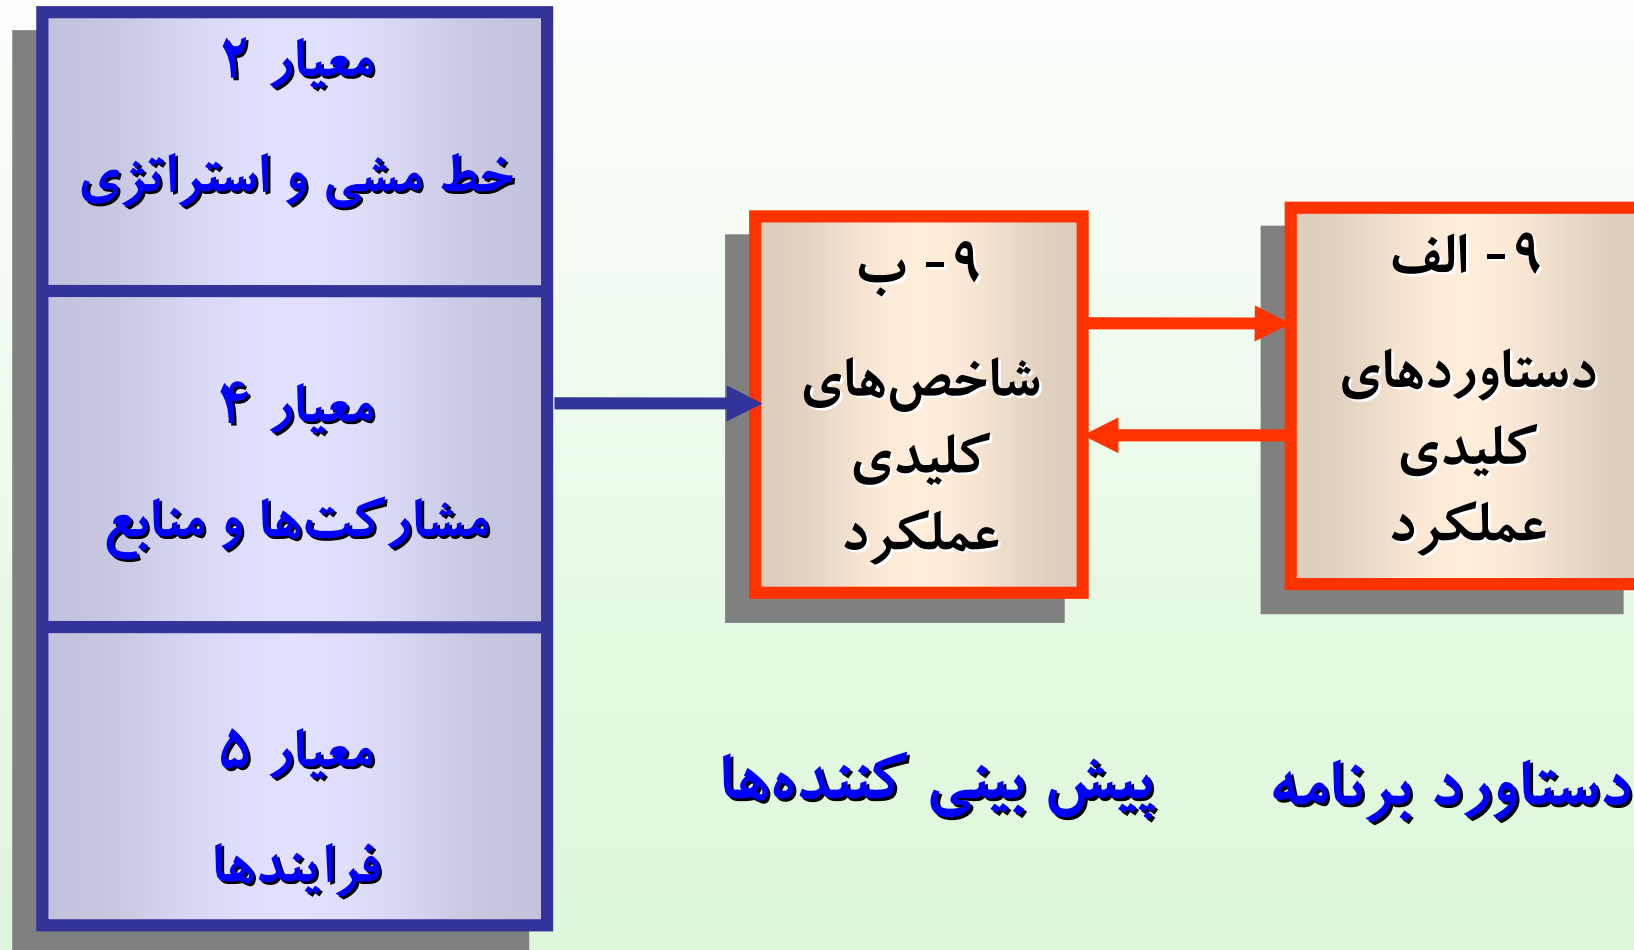 معیار ۲
خط مشی و استراتژی
معیار ۴
مشارکت‌ها و منابع
معیار ۵
فرایندها
۹- ب
شاخص‌های
کلیدی
عملکرد
۹- الف
دستاوردهای
کلیدی
عملکرد
پیش بینی کننده‌ها
دستاورد برنامه